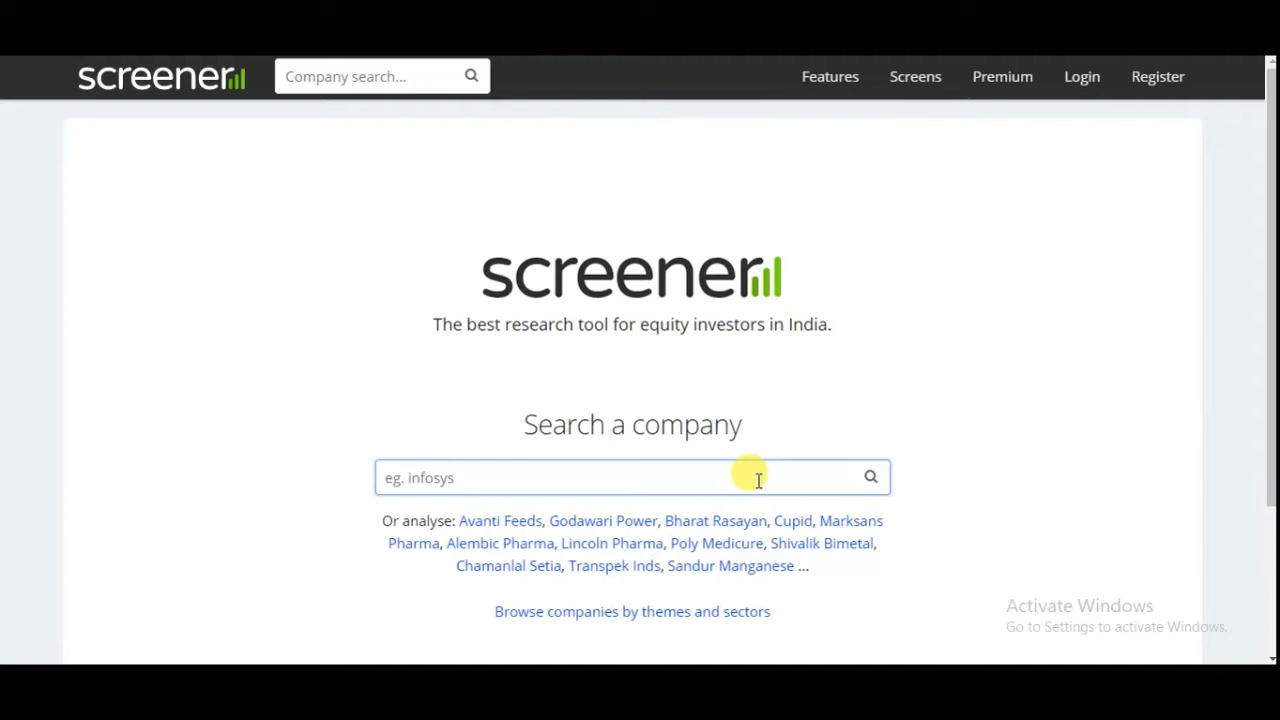 screener
Company search...
Features
Screens
Premium
Login
Register
screener
The best research tool for equity investors in India.
Search a company
eg. infosys
Or analyse: Avanti Feeds, Godawari Power, Bharat Rasayan, Cupid, Marksans
Pharma, Alembic Pharma, Lincoln Pharma, Poly Medicure, Shivalik Bimetal,
Chamanlal Setia, Transpek Inds, Sandur Manganese ...
Browse companies by themes and sectors
Activate Windows
Go to Settings to activate Windows.